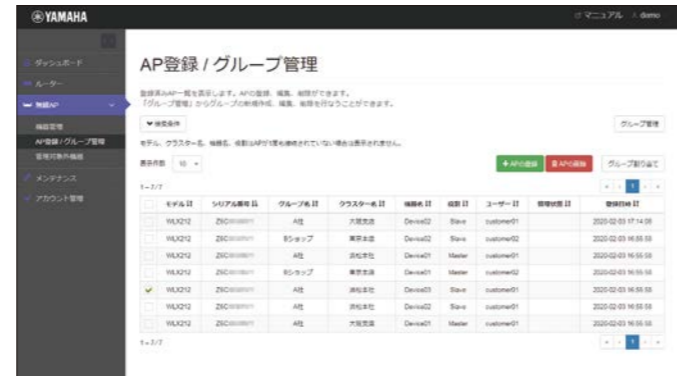 YAMAHA
マニュアル demo
ダッシュボード
ルーター
無線AP
機器管理
AP登録 / グループ管理
管理対象外機器
メンテナンス
アカウント管理
AP登録 / グループ管理
登録済みAP一覧を表示します。APの登録、編集、削除ができます。
「グループ管理」からグループの新規作成、編集、削除を行なうことができます。
検索条件
グループ管理
モデル、クラスター名、機器名、役割はAPが1度も接続されていない場合は表示されません。
表示件数 10
+AP登録 AP削除 グループ割り当て
1-7/7
1
モデル シリアル番号 グループ名 クラスター名 機器名 役割 ユーザー 管理状態 登録日時
WLX212 Z5C A社 大阪支店 Device02 Slave customer01 2020-02-03 17:14:08
WLX212 Z5C Bショップ 東京本店 Device02 Slave customer02 2020-02-03 16:55:58
WLX212 Z5C A社 浜松本社 Device01 Master customer01 2020-02-03 16:55:58
WLX212 Z5C Bショップ 東京本店 Device01 Master customer02 2020-02-03 16:55:58
WLX212 Z5C A社 浜松本社 Device03 Slave customer01 2020-02-03 16:55:58
WLX212 Z5C A社 浜松本社 Device02 Slave customer01 2020-02-03 16:55:58
WLX212 Z5C A社 大阪支店 Device01 Master customer01 2020-02-03 16:55:58
1-7/7
1